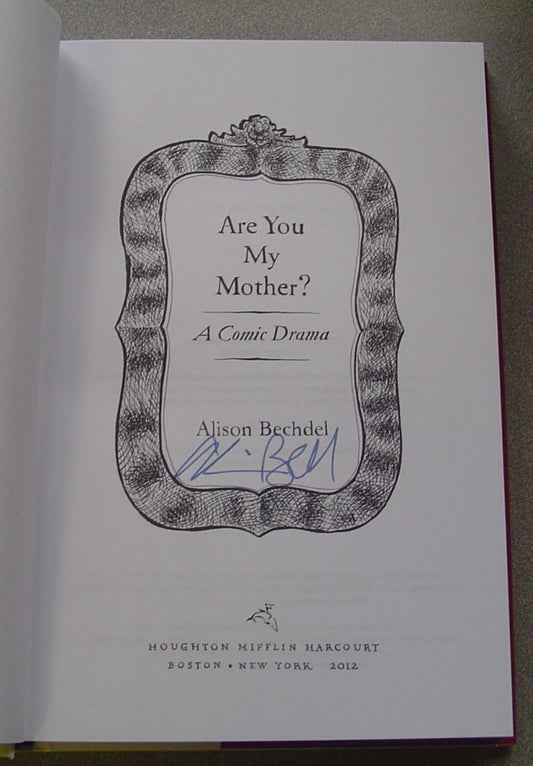 Are You
My
Mother?
A Comic Drama
Alison Bechdel
HOUGHTON MIFFLIN HARCOURT
BOSTON • NEW YORK 2012